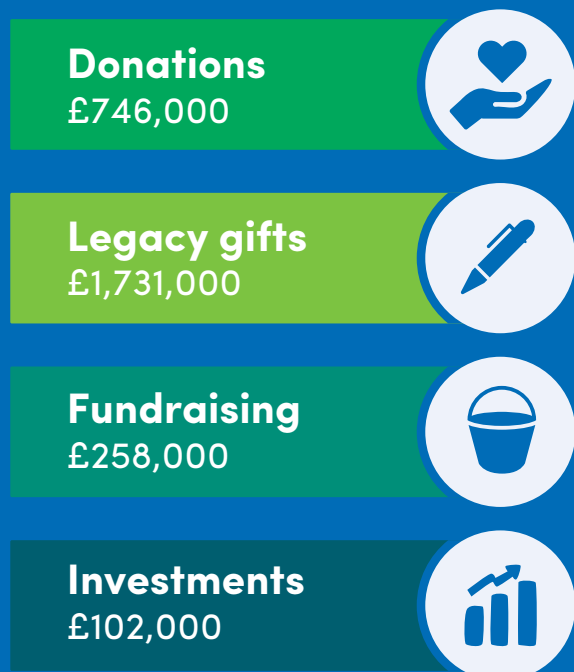 Donations
£746,000
Legacy gifts
£1,731,000
Fundraising
£258,000
Investments
£102,000